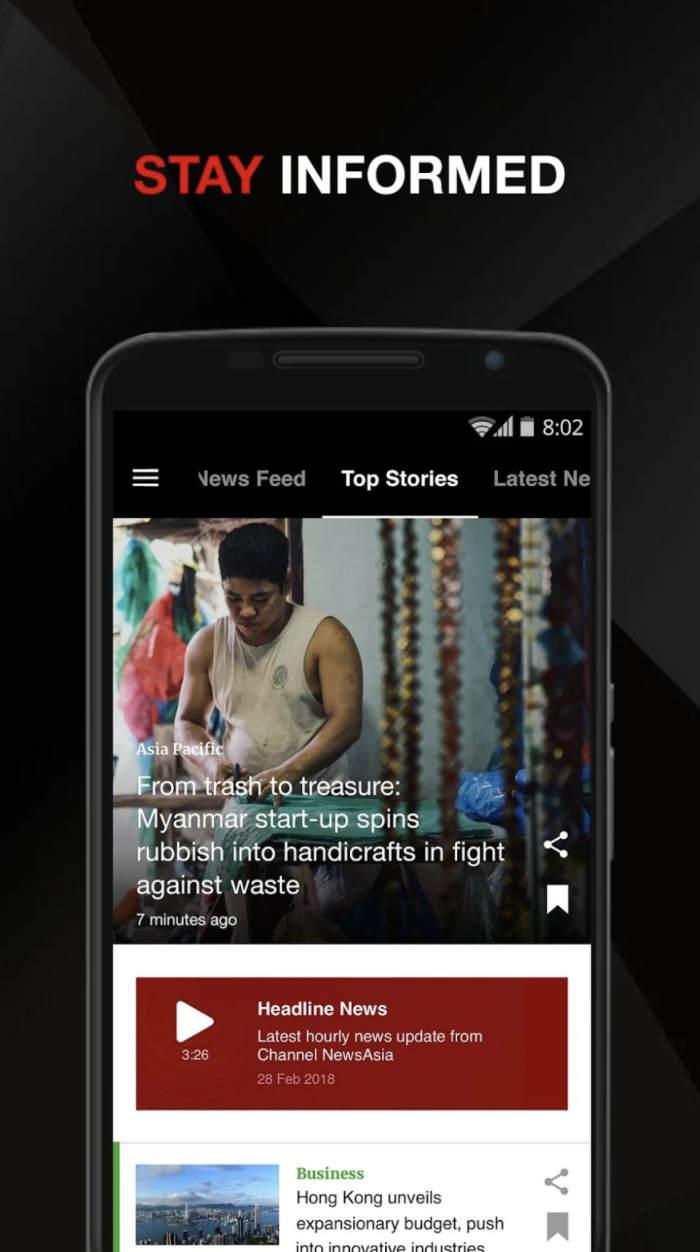 STAY INFORMED
8:02
News Feed Top Stories Latest Ne
Asia Pacific
From trash to treasure:
Myanmar start-up spins
rubbish into handicrafts in fight
against waste
7 minutes ago
Headline News
Latest hourly news update from
Channel NewsAsia
3:26
28 Feb 2018
Business
Hong Kong unveils
expansionary budget, push
into innovative industries